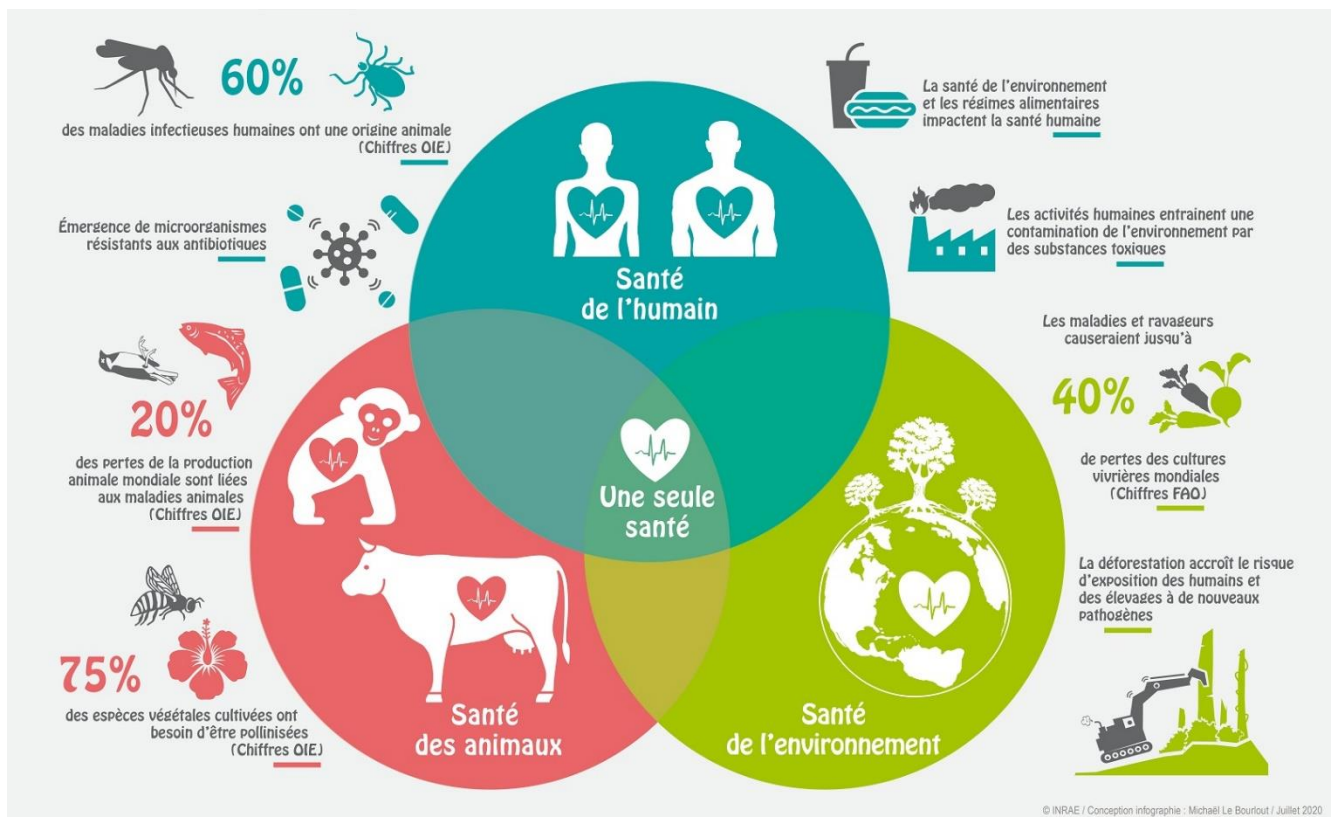 60%
des maladies infectieuses humaines ont une origine animale
(Chiffres OIE)
Émergence de microorganismes
résistants aux antibiotiques
20%
des pertes de la production
animale mondiale sont liées
aux maladies animales
(Chiffres OIE)
75%
des espèces végétales cultivées ont
besoin d'être pollinisées
(Chiffres OIE)
Santé
de l'humain
Une seule
santé
Santé
des animaux
Santé
de l'environnement
La santé de l'environnement
et les régimes alimentaires
impactent la santé humaine
Les activités humaines entrainent une
contamination de l'environnement par
des substances toxiques
Les maladies et ravageurs
causeraient jusqu'à
40%
de pertes des cultures
vivrières mondiales
(Chiffres FAO)
La déforestation accroît le risque
d'exposition des humains et
des élevages à de nouveaux
pathogènes
© INRAE / Conception infographie : Michaël Le Bourlout / Juillet 2020